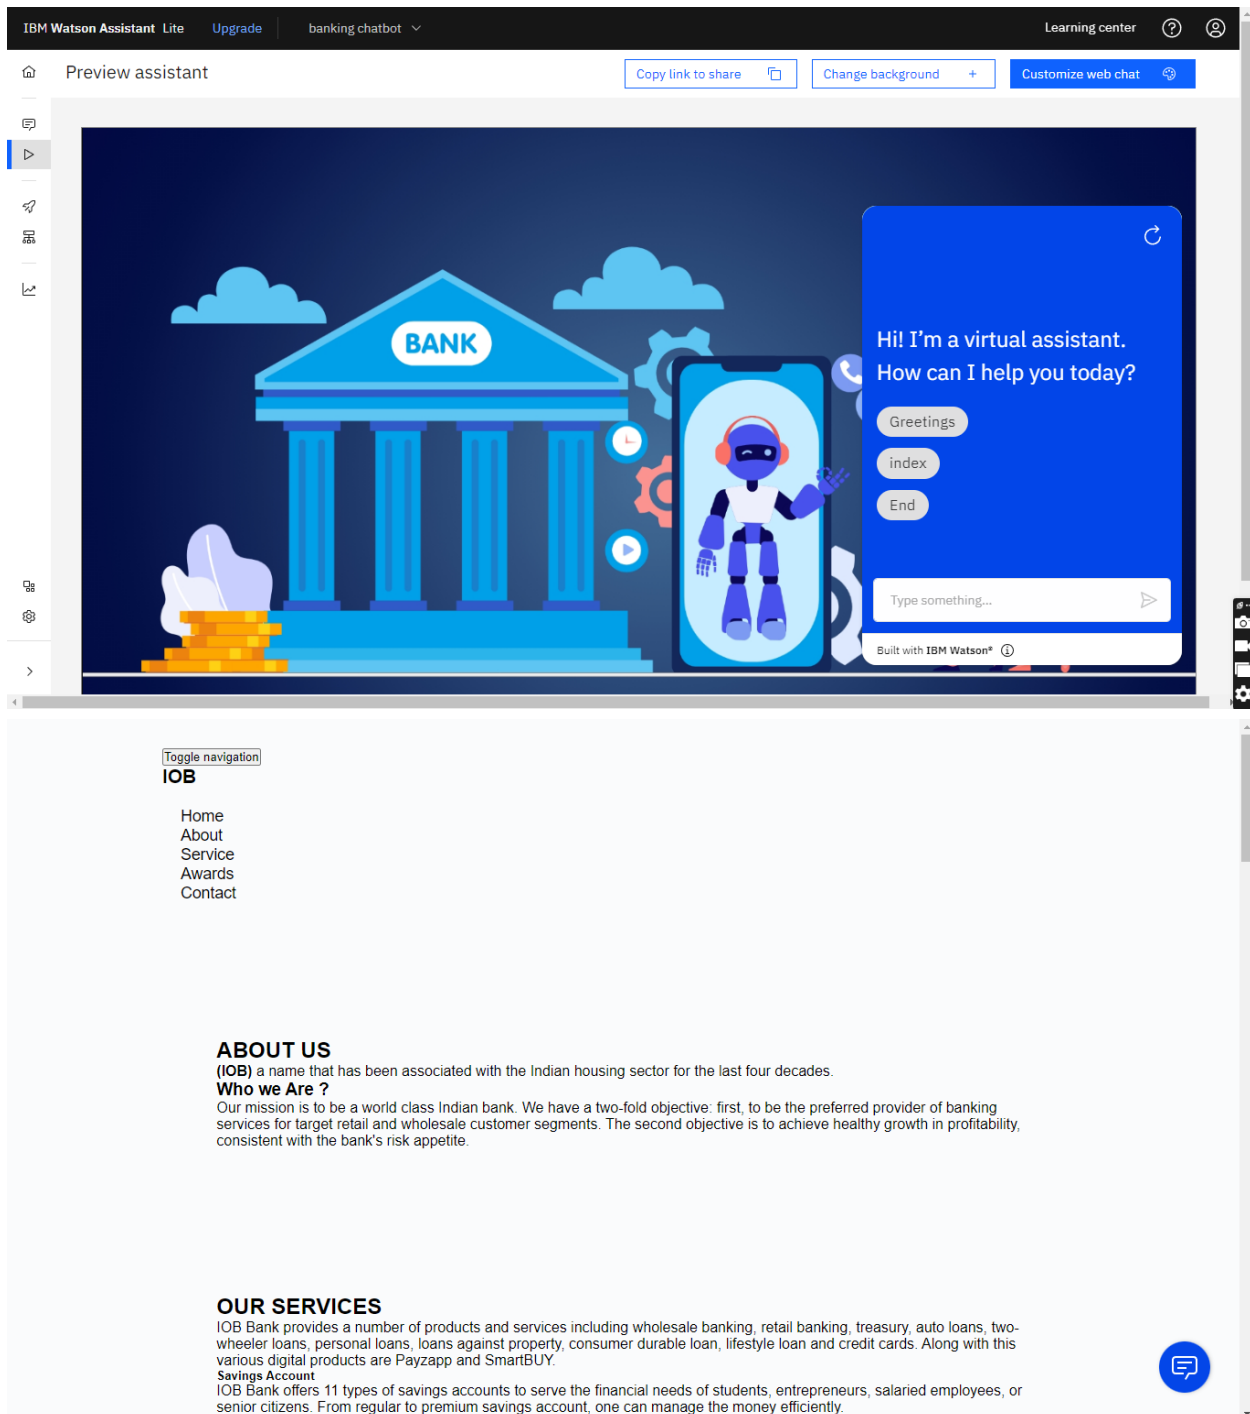 IBM Watson Assistant Lite Upgrade banking chatbot Learning center
Preview assistant Copy link to share Change background + Customize web chat
BANK
Hi! I'm a virtual assistant.
How can I help you today?
Greetings
index
End
Type something...
Built with IBM Watson®
Toggle navigation
IOB
Home
About
Service
Awards
Contact
ABOUT US
(IOB) a name that has been associated with the Indian housing sector for the last four decades.
Who we Are ?
Our mission is to be a world class Indian bank. We have a two-fold objective: first, to be the preferred provider of banking
services for target retail and wholesale customer segments. The second objective is to achieve healthy growth in profitability,
consistent with the bank's risk appetite.
OUR SERVICES
IOB Bank provides a number of products and services including wholesale banking, retail banking, treasury, auto loans, two-
wheeler loans, personal loans, loans against property, consumer durable loan, lifestyle loan and credit cards. Along with this
various digital products are Payzapp and SmartBUY.
Savings Account
IOB Bank offers 11 types of savings accounts to serve the financial needs of students, entrepreneurs, salaried employees, or
senior citizens. From regular to premium savings account, one can manage the money efficiently.